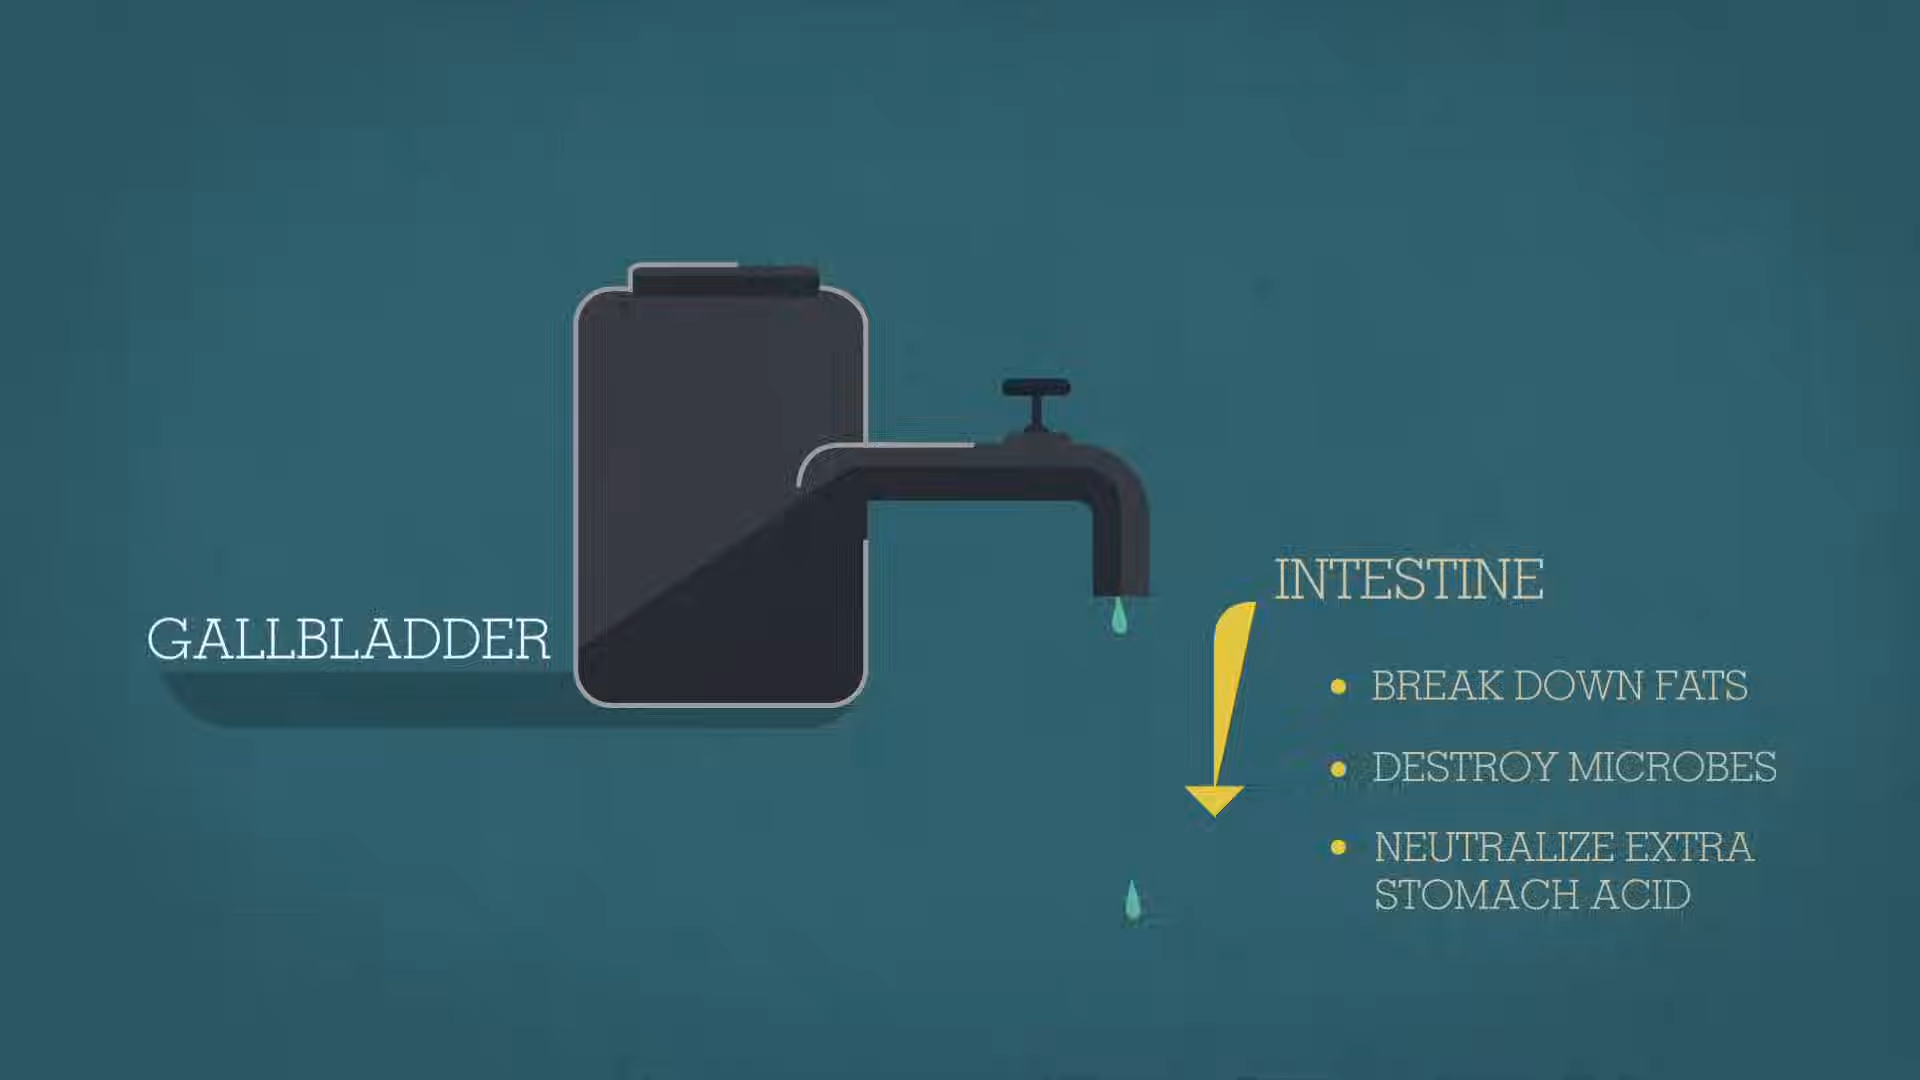 GALLBLADDER
INTESTINE
BREAK DOWN FATS
DESTROY MICROBES
NEUTRALIZE EXTRA
STOMACH ACID